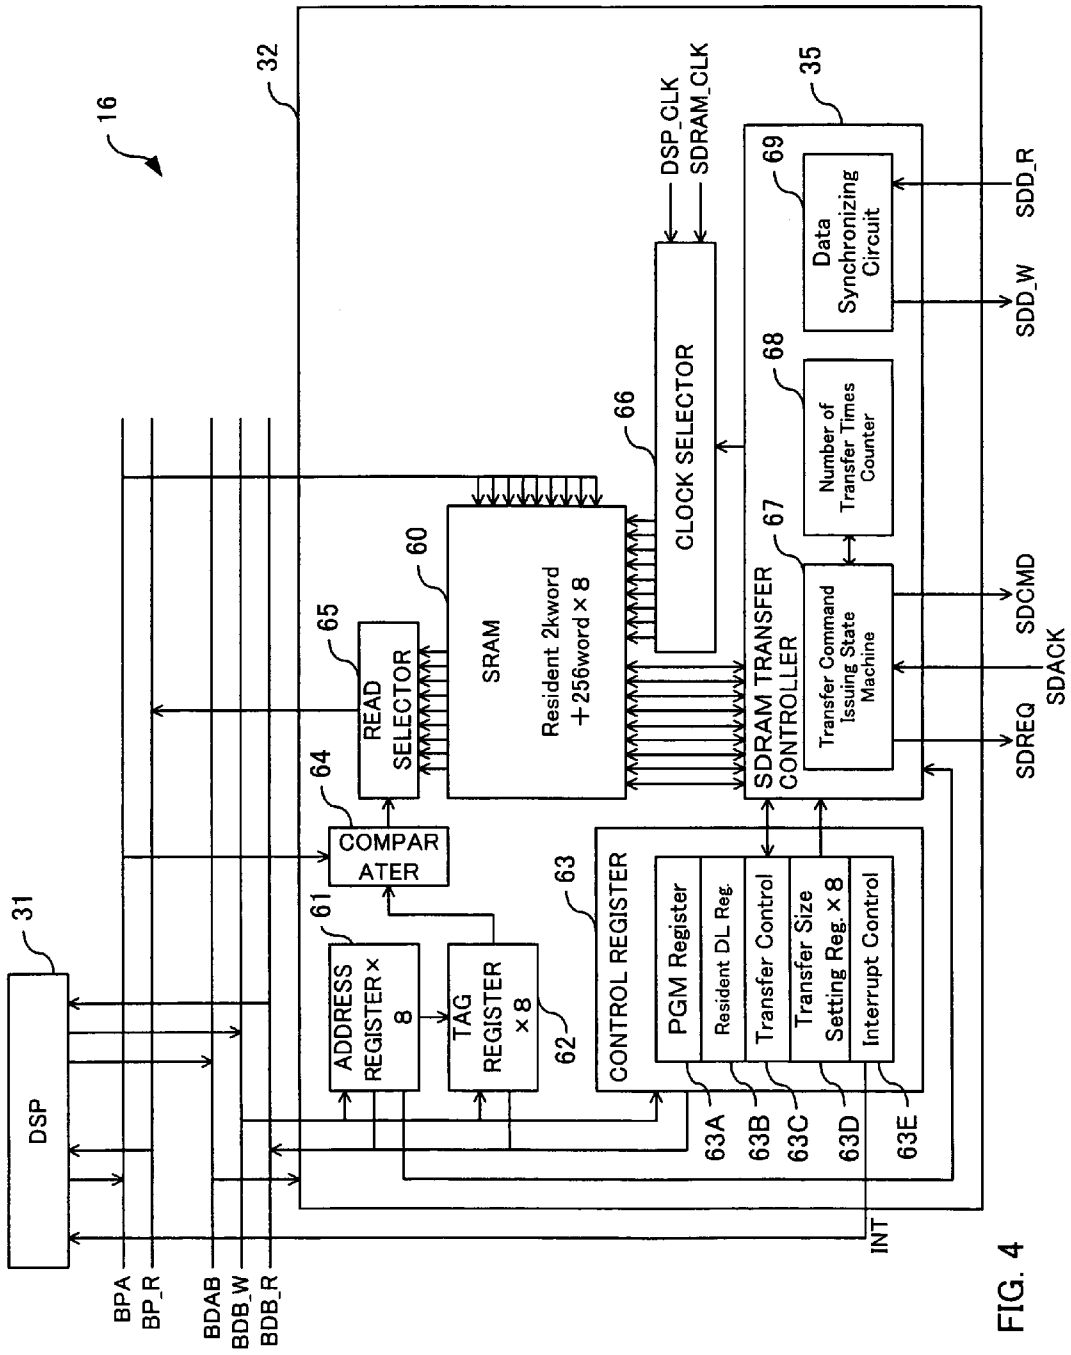 16
DSP
31
BPA
BP_R
BDAB
BDB_W
BDB_R
32
ADDRESS
REGISTER×
8
61
TAG
REGISTER
×8
62
COMPAR
ATER
64
READ
SELECTOR
65
SRAM
Resident 2kword
+256word×8
60
CLOCK SELECTOR
66
DSP_CLK
SDRAM_CLK
CONTROL REGISTER
63
PGM Register
Resident DL Reg.
Transfer Control
Transfer Size
Setting Reg.×8
Interrupt Control
63A
63B
63C
63D
63E
INT
SDRAM TRANSFER
CONTROLLER
35
Transfer Command
Issuing State
Machine
67
Number of
Transfer Times
Counter
68
Data
Synchronizing
Circuit
69
SDREQ
SDACK
SDCMD
SDD_W
SDD_R
FIG. 4